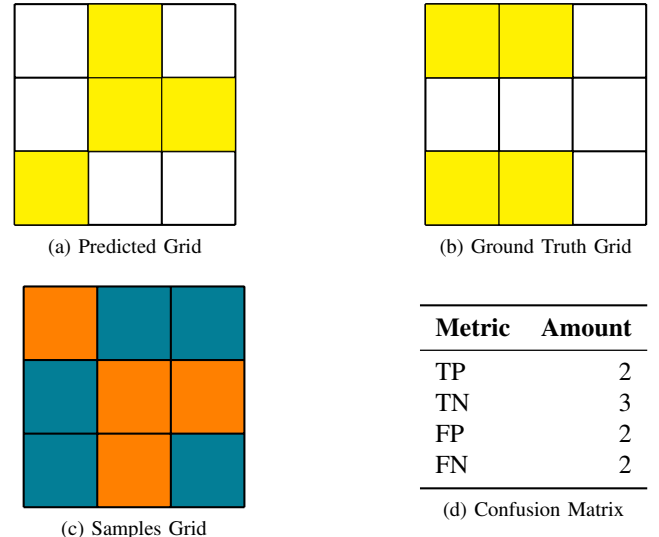 (a) Predicted Grid
(b) Ground Truth Grid
Metric Amount
TP 2
TN 3
FP 2
FN 2
(c) Samples Grid
(d) Confusion Matrix